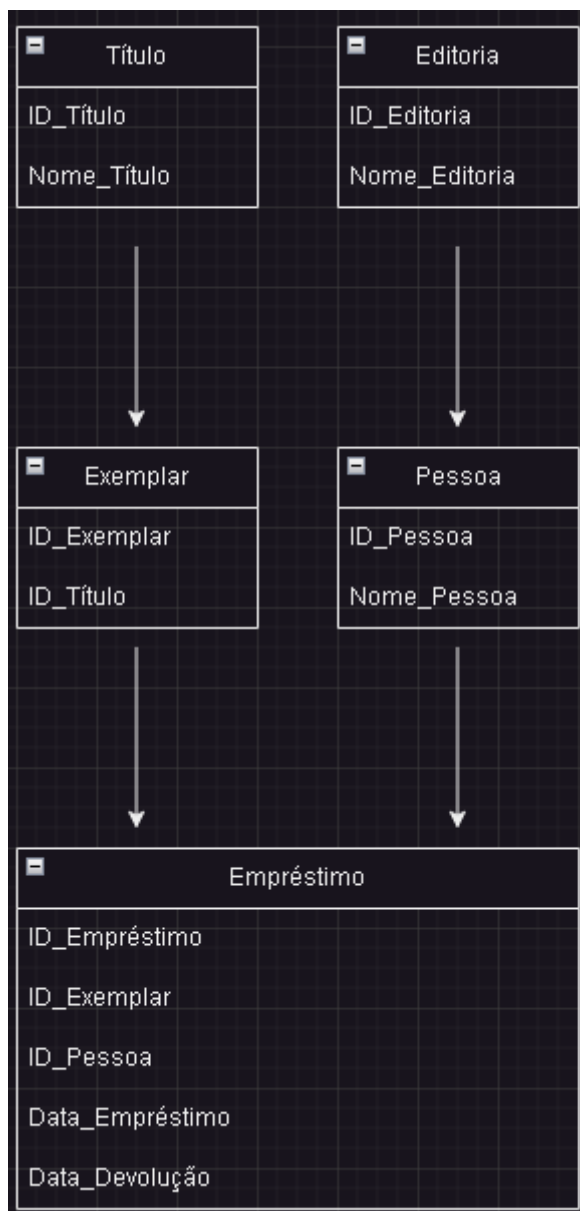 Título
ID_Título
Nome_Título
Editoria
ID_Editoria
Nome_Editoria
Exemplar
ID_Exemplar
ID_Título
Pessoa
ID_Pessoa
Nome_Pessoa
Empréstimo
ID_Empréstimo
ID_Exemplar
ID_Pessoa
Data_Empréstimo
Data_Devolução